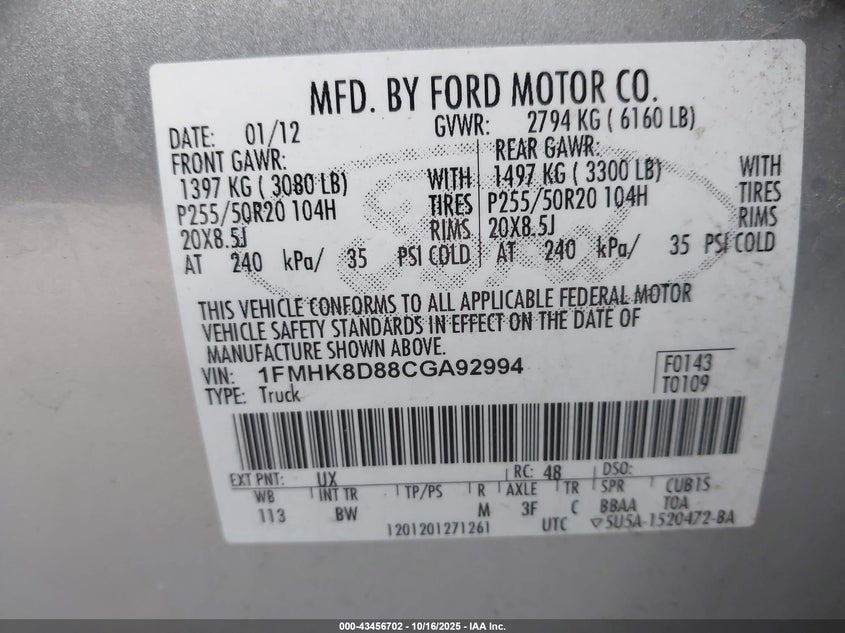 MFD. BY FORD MOTOR CO.
DATE: 01/12 GVWR: 2794 KG ( 6160 LB)
FRONT GAWR: REAR GAWR:
1397 KG ( 3080 LB) WITH 1497 KG ( 3300 LB) WITH
P255/50R20 104H TIRES P255/50R20 104H TIRES
20X8.5J RIMS 20X8.5J RIMS
AT 240 kPa/ 35 PSI COLD AT 240 kPa/ 35 PSI COLD
THIS VEHICLE CONFORMS TO ALL APPLICABLE FEDERAL MOTOR
VEHICLE SAFETY STANDARDS IN EFFECT ON THE DATE OF
MANUFACTURE SHOWN ABOVE.
VIN: 1FMHK8D88CGA92994 F0143
TYPE: Truck T0109
EXT PNT: UX RC: 48 DSO:
WB INT TR TP/PS R AXLE TR SPR CUB1S
113 BW M 3F C BBAA TOA
1201201271261 UTC 5U5A-1520472-BA
000-43456702 - 10/16/2025 - IAA Inc.